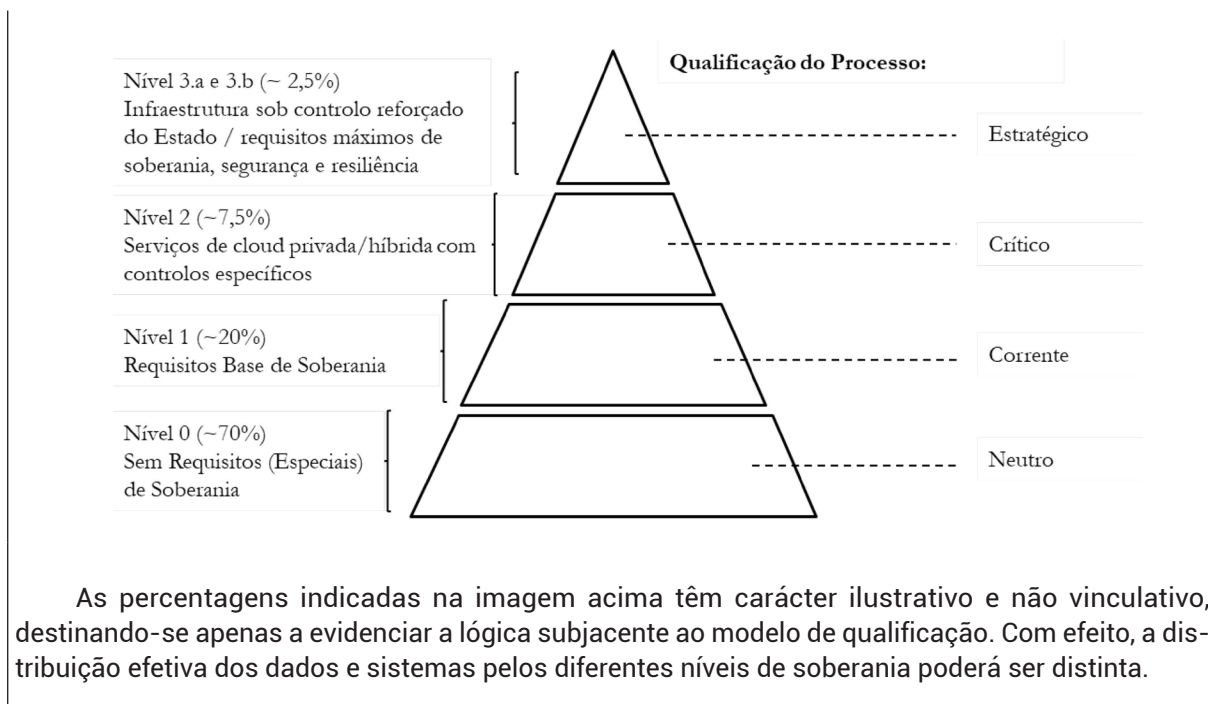 Qualificação do Processo:
Nível 3.a e 3.b (~ 2,5%)
Infraestrutura sob controlo reforçado
do Estado / requisitos máximos de
soberania, segurança e resiliência
Estratégico
Nível 2 (~7,5%)
Serviços de cloud privada/híbrida com
controlos específicos
Crítico
Nível 1 (~20%)
Requisitos Base de Soberania
Corrente
Nível 0 (~70%)
Sem Requisitos (Especiais)
de Soberania
Neutro
As percentagens indicadas na imagem acima têm carácter ilustrativo e não vinculativo,
destinando-se apenas a evidenciar a lógica subjacente ao modelo de qualificação. Com efeito, a dis-
tribuição efetiva dos dados e sistemas pelos diferentes níveis de soberania poderá ser distinta.